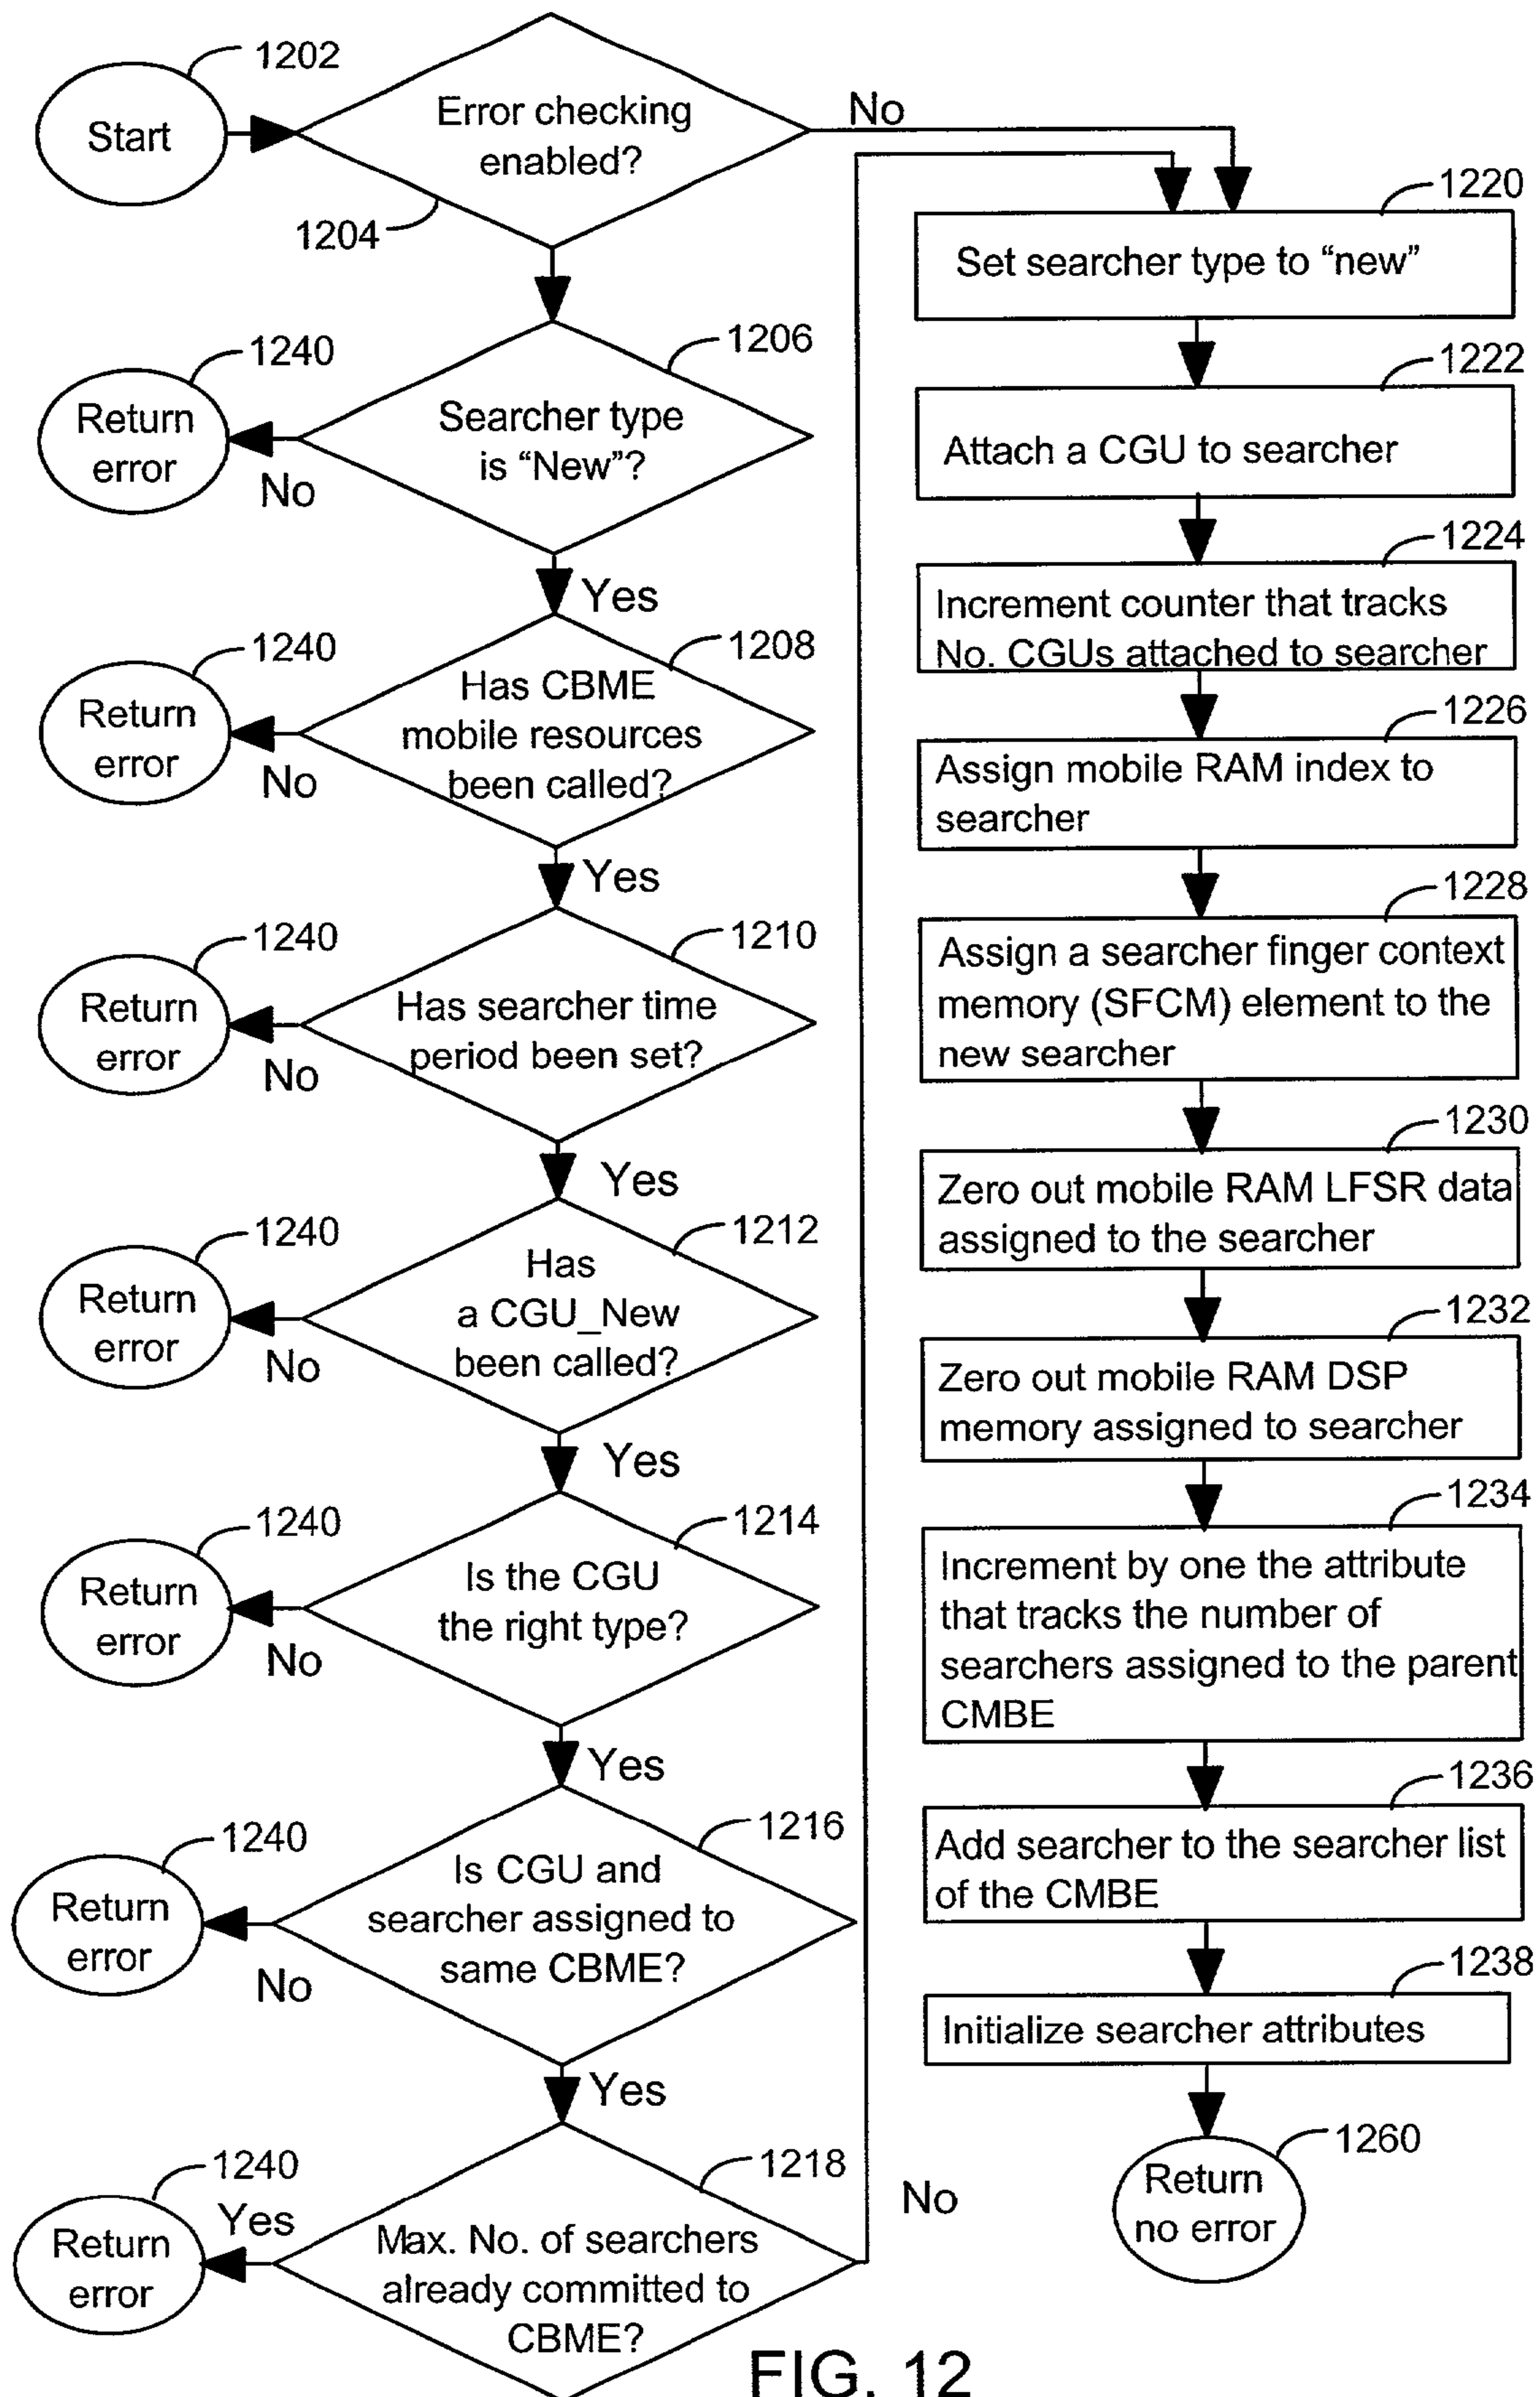 1202
Start
Error checking
enabled?
1204
No
1240
Return
error
No
1206
Searcher type
is “New”?
Yes
1240
Return
error
No
1208
Has CBME
mobile resources
been called?
Yes
1240
Return
error
No
1210
Has searcher time
period been set?
Yes
1240
Return
error
No
1212
Has
a CGU_New
been called?
Yes
1240
Return
error
No
1214
Is the CGU
the right type?
Yes
1240
Return
error
No
1216
Is CGU and
searcher assigned to
same CBME?
Yes
1240
Return
error
Yes
1218
Max. No. of searchers
already committed to
CBME?
No
1220
Set searcher type to “new”
1222
Attach a CGU to searcher
1224
Increment counter that tracks
No. CGUs attached to searcher
1226
Assign mobile RAM index to
searcher
1228
Assign a searcher finger context
memory (SFCM) element to the
new searcher
1230
Zero out mobile RAM LFSR data
assigned to the searcher
1232
Zero out mobile RAM DSP
memory assigned to searcher
1234
Increment by one the attribute
that tracks the number of
searchers assigned to the parent
CMBE
1236
Add searcher to the searcher list
of the CMBE
1238
Initialize searcher attributes
1260
Return
no error
FIG. 12